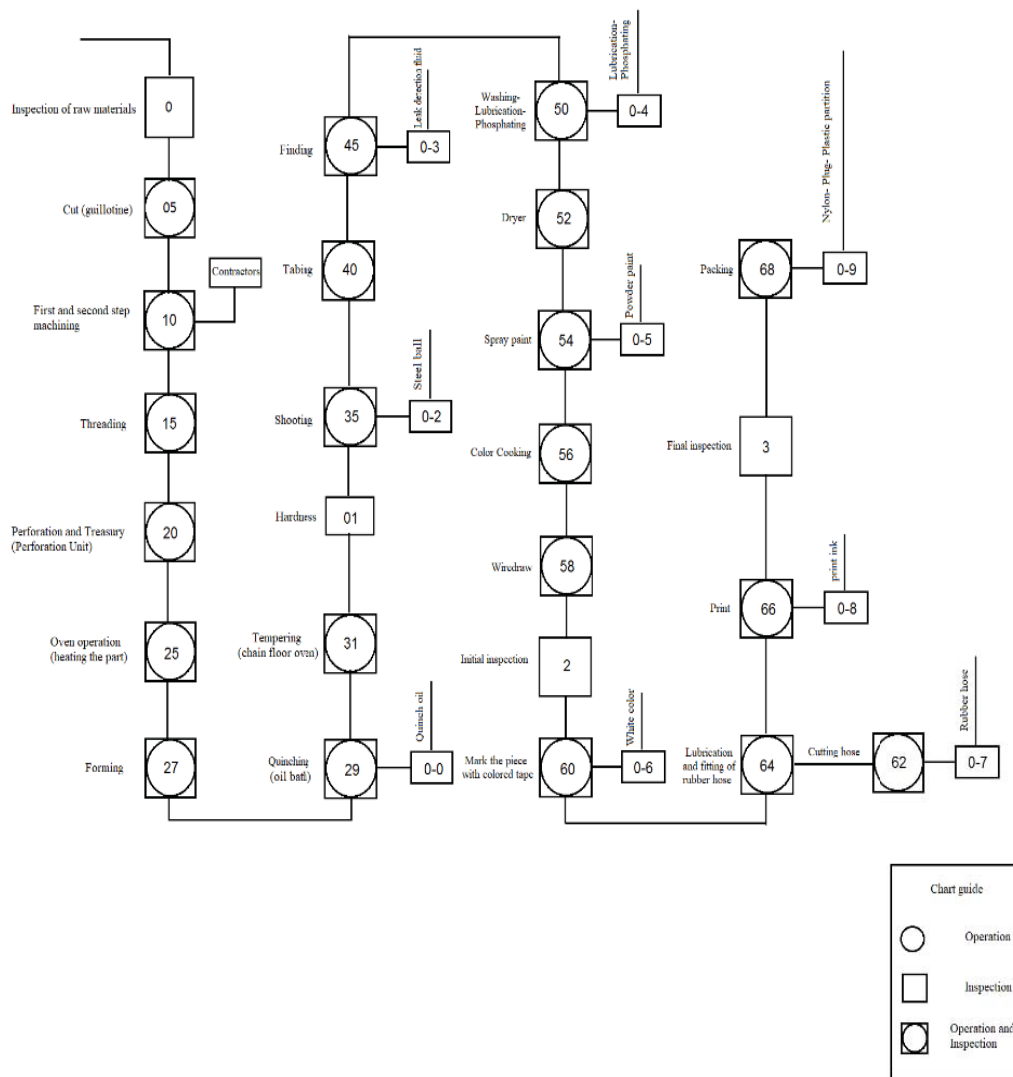 Inspection of raw materials
0
Cut (guillotine)
05
Contractors
First and second step
machining
10
Threading
15
Perforation and Treasury
(Perforation Unit)
20
Oven operation
(heating the part)
25
Forming
27
Leak detection fluid
Finding
45
0-3
Tabing
40
Steel ball
Shooting
35
0-2
Hardness
01
Tempering
(chain floor oven)
31
Quinch oil
Quinching
(oil batl)
29
0-0
Lubrication-
Phosphating
Washing-
Lubrication-
Phosphating
50
0-4
Dryer
52
Powder paint
Spray paint
54
0-5
Color Cooking
56
Wiredraw
58
Initial inspection
2
White color
Mark the piece
with colored tape
60
0-6
Nylon- Plug- Plastic partition
Packing
68
0-9
Final inspection
3
print ink
Print
66
0-8
Rubber hose
Lubrication
and fitting of
rubber hose
64
Cutting hose
62
0-7
Chart guide
Operation
Inspection
Operation and
Inspection